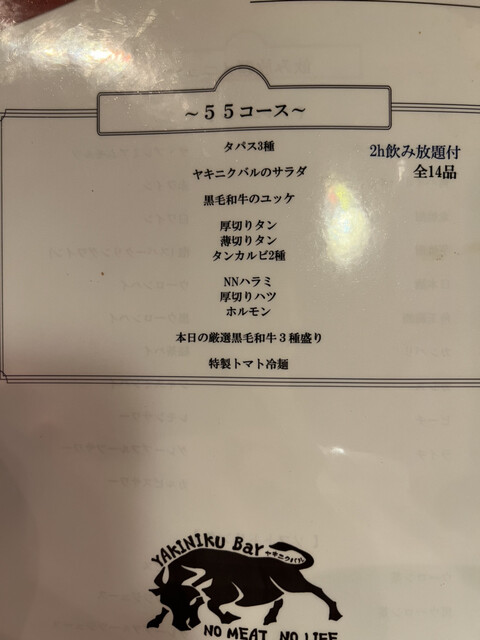 ～５５コース～
タパス3種
2h飲み放題付
全14品
ヤキニクバルのサラダ
黒毛和牛のユッケ
厚切りタン
薄切りタン
タンカルビ2種
NNハラミ
厚切りハツ
ホルモン
本日の厳選黒毛和牛３種盛り
特製トマト冷麺
YAKINIKU Bar
ヤキニクバル
NO MEAT, NO LIFE